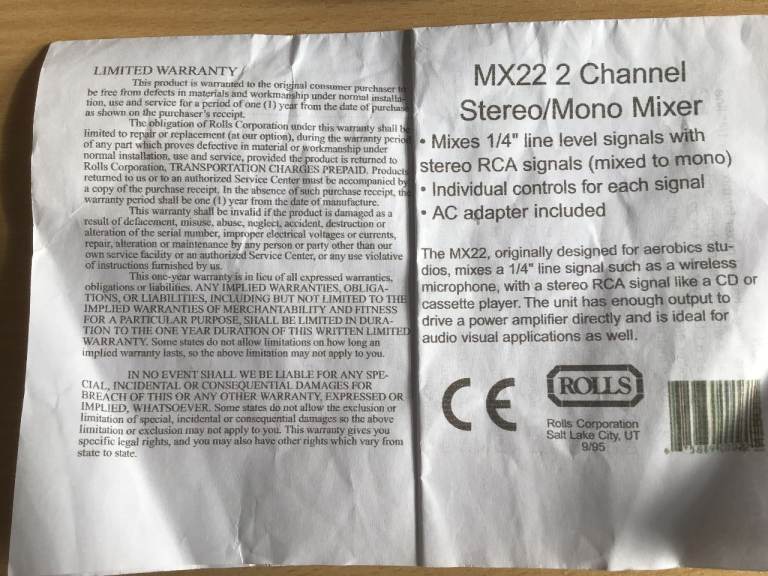 LIMITED WARRANTY
This product is warranted to the original consumer purchaser to
be free from defects in materials and workmanship under normal installa-
tion, use and service for a period of one (1) year from the date of purchase
as shown on the purchaser's receipt.
The obligation of Rolls Corporation under this warranty shall be
limited to repair or replacement (at our option), during the warranty period
of any part which proves defective in material or workmanship under
normal installation, use and service, provided the product is returned to
Rolls Corporation, TRANSPORTATION CHARGES PREPAID. Products
returned to us or to an authorized Service Center must be accompanied by
a copy of the purchase receipt. In the absence of such purchase receipt, the
warranty period shall be one (1) year from the date of manufacture.
This warranty shall be invalid if the product is damaged as a
result of defacement, misuse, abuse, neglect, accident, destruction or
alteration of the serial number, improper electrical voltages or currents,
repair, alteration or maintenance by any person or party other than our
own service facility or an authorized Service Center, or any use violative
of instructions furnished by us.
This one-year warranty is in lieu of all expressed warranties,
obligations or liabilities. ANY IMPLIED WARRANTIES, OBLIGA-
TIONS, OR LIABILITIES, INCLUDING BUT NOT LIMITED TO THE
IMPLIED WARRANTIES OF MERCHANTABILITY AND FITNESS
FOR A PARTICULAR PURPOSE, SHALL BE LIMITED IN DURA-
TION TO THE ONE YEAR DURATION OF THIS WRITTEN LIMITED
WARRANTY. Some states do not allow limitations on how long an
implied warranty lasts, so the above limitation may not apply to you.
IN NO EVENT SHALL WE BE LIABLE FOR ANY SPE-
CIAL, INCIDENTAL OR CONSEQUENTIAL DAMAGES FOR
BREACH OF THIS OR ANY OTHER WARRANTY, EXPRESSED OR
IMPLIED, WHATSOEVER. Some states do not allow the exclusion or
limitation of special, incidental or consequential damages so the above
limitation or exclusion may not apply to you. This warranty gives you
specific legal rights, and you may also have other rights which vary from
state to state.
MX22 2 Channel
Stereo/Mono Mixer
• Mixes 1/4" line level signals with
stereo RCA signals (mixed to mono)
• Individual controls for each signal
• AC adapter included
The MX22, originally designed for aerobics stu-
dios, mixes a 1/4" line signal such as a wireless
microphone, with a stereo RCA signal like a CD or
cassette player. The unit has enough output to
drive a power amplifier directly and is ideal for
audio visual applications as well.
CE
ROLLS
Rolls Corporation
Salt Lake City, UT
9/95